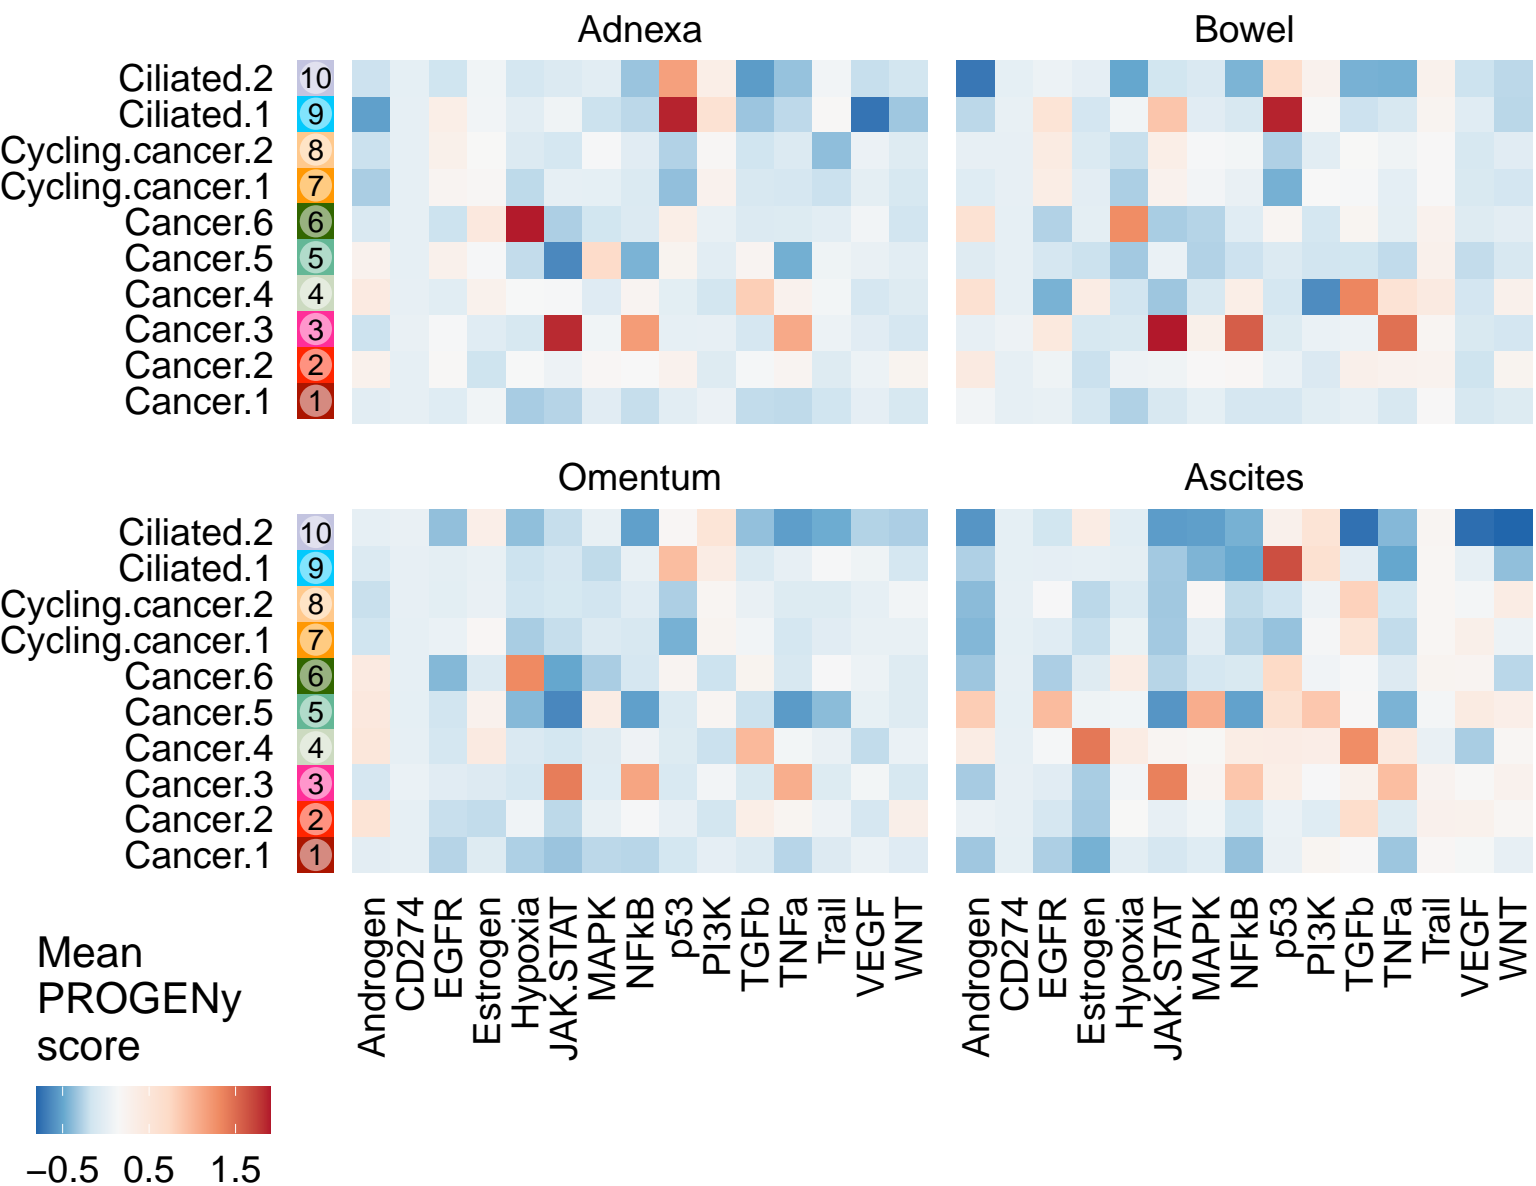 Adnexa
Bowel
Ciliated.2 10
Ciliated.1 9
Cycling.cancer.2 8
Cycling.cancer.1 7
Cancer.6 6
Cancer.5 5
Cancer.4 4
Cancer.3 3
Cancer.2 2
Cancer.1 1
Omentum
Ascites
Ciliated.2 10
Ciliated.1 9
Cycling.cancer.2 8
Cycling.cancer.1 7
Cancer.6 6
Cancer.5 5
Cancer.4 4
Cancer.3 3
Cancer.2 2
Cancer.1 1
Androgen
CD274
EGFR
Estrogen
Hypoxia
JAK.STAT
MAPK
NFkB
p53
PI3K
TGFb
TNFa
Trail
VEGF
WNT
Androgen
CD274
EGFR
Estrogen
Hypoxia
JAK.STAT
MAPK
NFkB
p53
PI3K
TGFb
TNFa
Trail
VEGF
WNT
Mean
PROGENy
score
−0.5 0.5 1.5